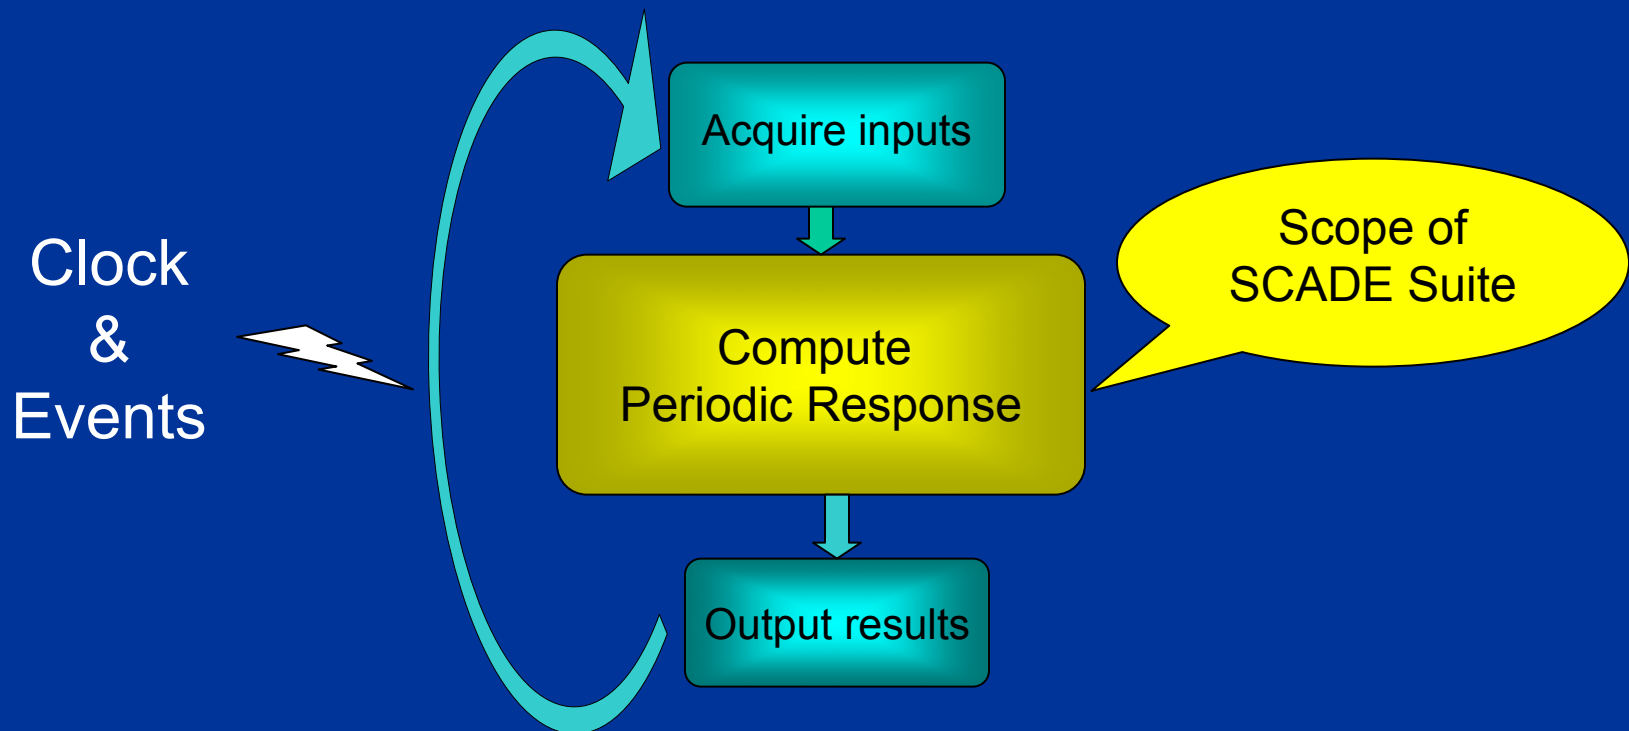 Acquire inputs
Clock
&
Events
Compute
Periodic Response
Scope of
SCADE Suite
Output results